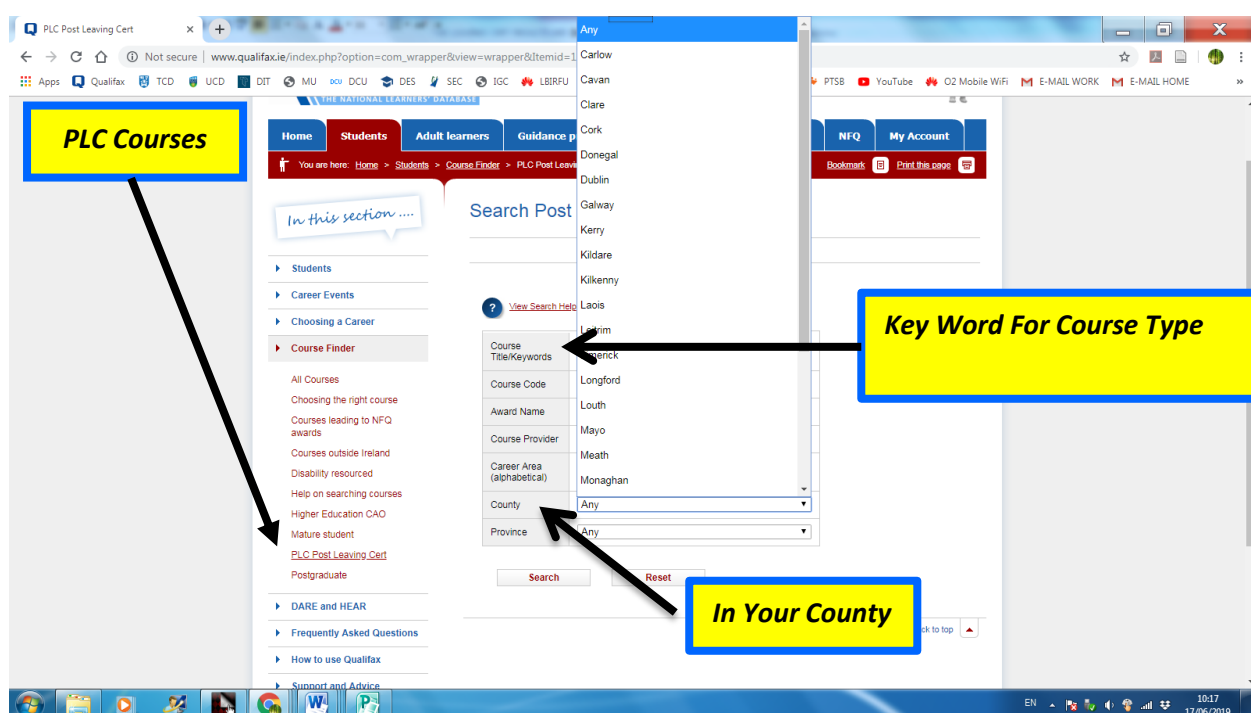 PLC Post Leaving Cert
Not secure | www.qualifax.ie/index.php?option=com_wrapper&view=wrapper&Itemid=1
Apps Qualifax TCD UCD DIT MU DCU DES SEC IGC LBIRFU PTSB YouTube O2 Mobile WiFi E-MAIL WORK E-MAIL HOME »
THE NATIONAL LEARNERS' DATABASE
PLC Courses
Home Students Adult learners Guidance NFQ My Account
You are here: Home > Students > Course Finder > PLC Post Bookmark Print this page
In this section ....
Search Post
Students
Career Events
Choosing a Career
Course Finder
All Courses
Choosing the right course
Courses leading to NFQ
awards
Courses outside Ireland
Disability resourced
Help on searching courses
Higher Education CAO
Mature student
PLC Post Leaving Cert
Postgraduate
DARE and HEAR
Frequently Asked Questions
How to use Qualifax
Support and Advice
View Search Help
Course
Title/Keywords
Course Code
Award Name
Course Provider
Career Area
(alphabetical)
County Any
Province Any
Search Reset
Any
Carlow
Cavan
Clare
Cork
Donegal
Dublin
Galway
Kerry
Kildare
Kilkenny
Laois
Leitrim
Longford
Louth
Mayo
Meath
Monaghan
Key Word For Course Type
In Your County
to top
EN 10:17
17/06/2019